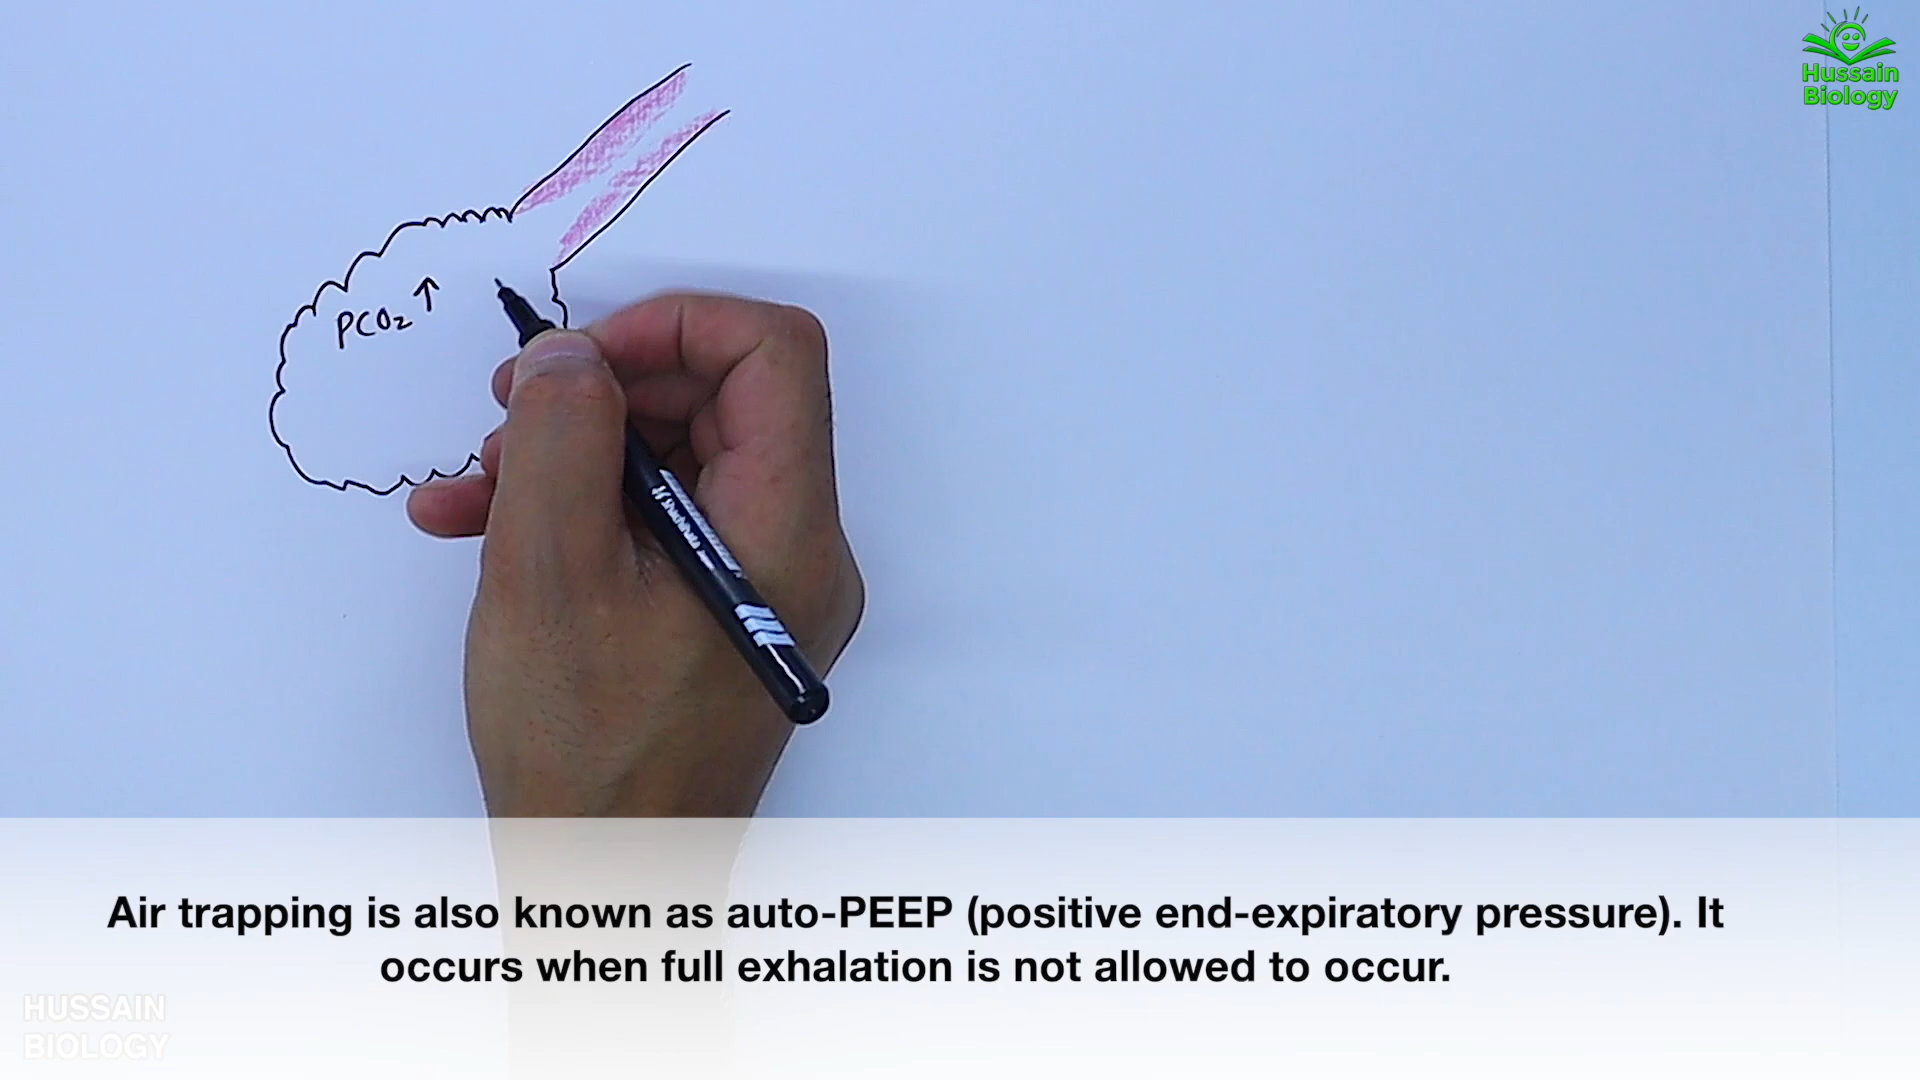 Hussain
Biology
PCO₂ ↑
Air trapping is also known as auto-PEEP (positive end-expiratory pressure). It
occurs when full exhalation is not allowed to occur.
HUSSAIN
BIOLOGY